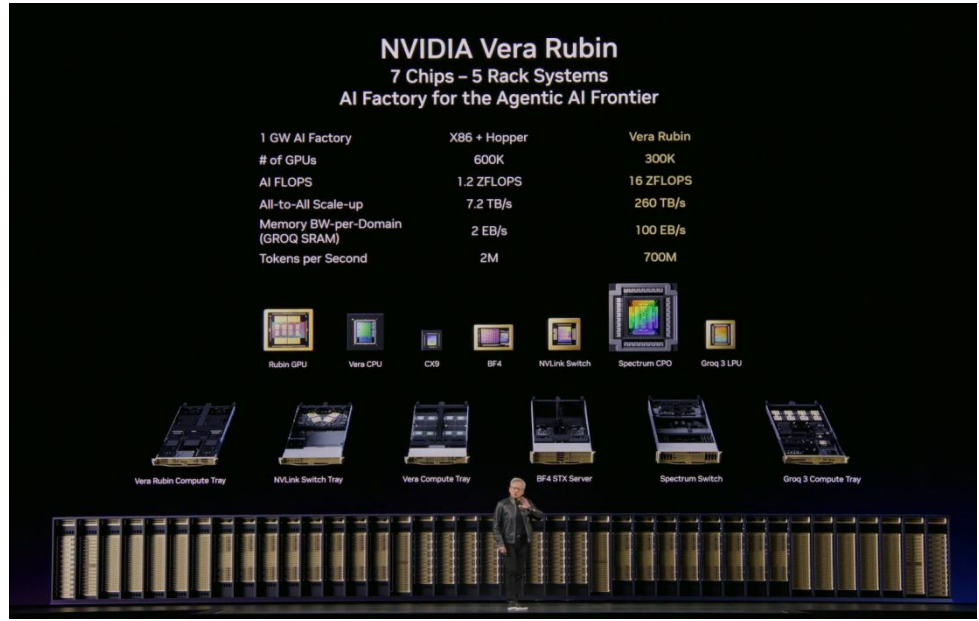 NVIDIA Vera Rubin
7 Chips – 5 Rack Systems
AI Factory for the Agentic AI Frontier
1 GW AI Factory X86 + Hopper Vera Rubin
# of GPUs 600K 300K
AI FLOPS 1.2 ZFLOPS 16 ZFLOPS
All-to-All Scale-up 7.2 TB/s 260 TB/s
Memory BW-per-Domain
(GROQ SRAM) 2 EB/s 100 EB/s
Tokens per Second 2M 700M
Rubin GPU Vera CPU CX9 BF4 NVLink Switch Spectrum CPO Groq 3 LPU
Vera Rubin Compute Tray NVLink Switch Tray Vera Compute Tray BF4 STX Server Spectrum Switch Groq 3 Compute Tray